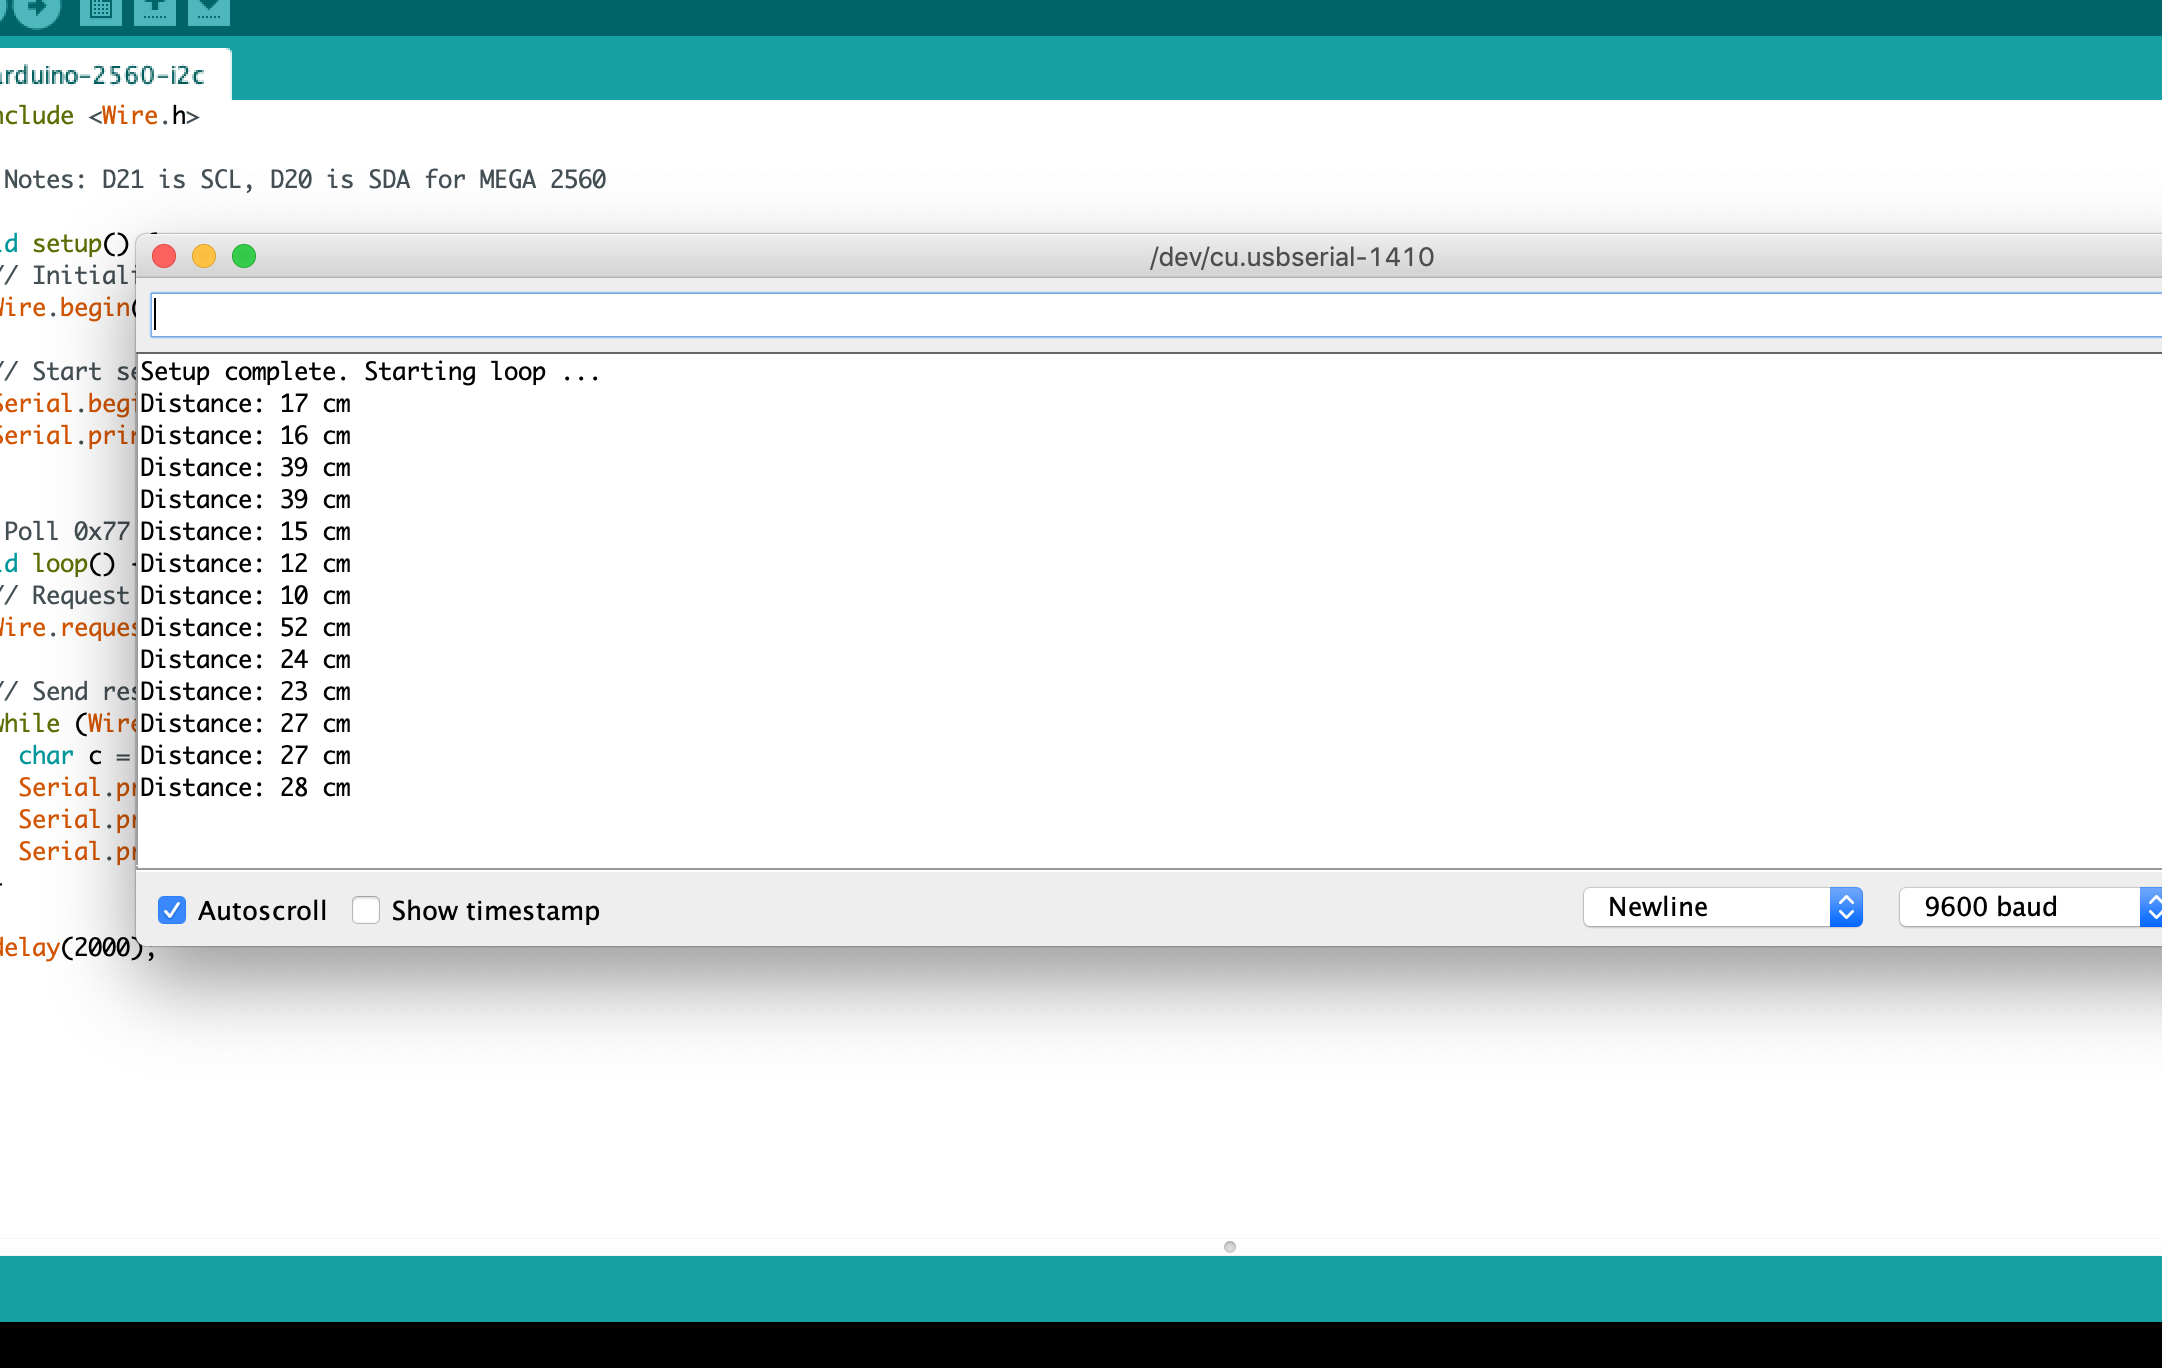 rduino-2560-i2c
nclude <Wire.h>
Notes: D21 is SCL, D20 is SDA for MEGA 2560
d setup()
// Initiali
ire.begin(
// Start se
erial.begi
Serial.prin
Poll 0x77
d loop()
// Request
ire.reques
// Send res
while (Wire
char c =
Serial.pr
Serial.pr
Serial.pr
delay(2000);
/dev/cu.usbserial-1410
Setup complete. Starting loop ...
Distance: 17 cm
Distance: 16 cm
Distance: 39 cm
Distance: 39 cm
Distance: 15 cm
Distance: 12 cm
Distance: 10 cm
Distance: 52 cm
Distance: 24 cm
Distance: 23 cm
Distance: 27 cm
Distance: 27 cm
Distance: 28 cm
Autoscroll Show timestamp Newline 9600 baud